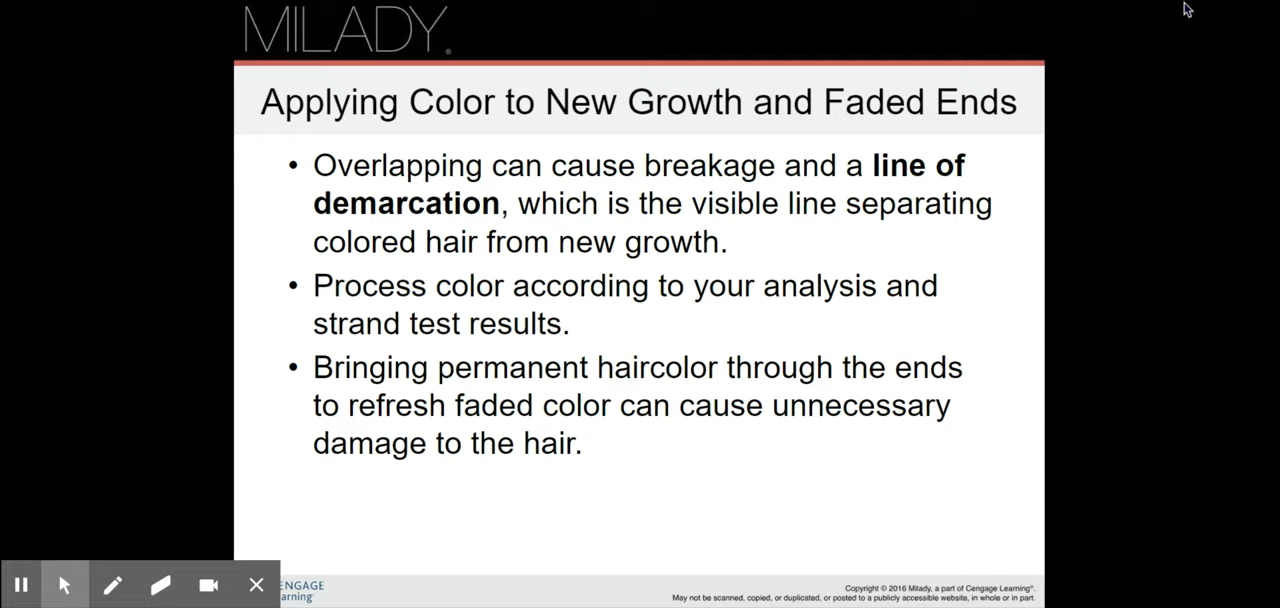 MILADY.
Applying Color to New Growth and Faded Ends
• Overlapping can cause breakage and a line of
demarcation, which is the visible line separating
colored hair from new growth.
• Process color according to your analysis and
strand test results.
• Bringing permanent haircolor through the ends
to refresh faded color can cause unnecessary
damage to the hair.
ENGAGE
arning
Copyright © 2016 Milady, a part of Cengage Learning®.
May not be scanned, copied, or duplicated, or posted to a publicly accessible website, in whole or in part.